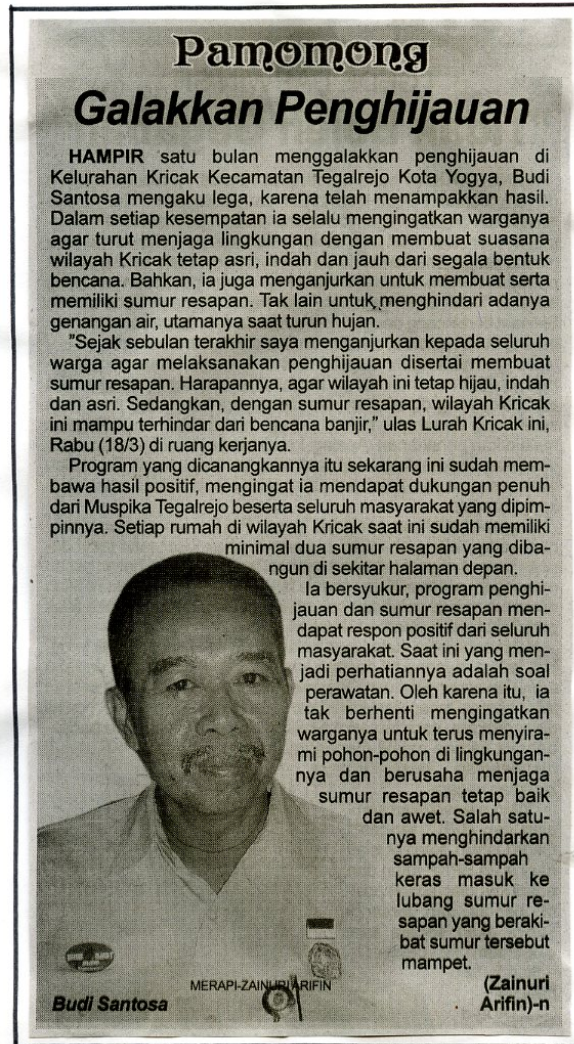 Pamomong
Galakkan Penghijauan
HAMPIR satu bulan menggalakkan penghijauan di
Kelurahan Kricak Kecamatan Tegalrejo Kota Yogya, Budi
Santosa mengaku lega, karena telah menampakkan hasil.
Dalam setiap kesempatan ia selalu mengingatkan warganya
agar turut menjaga lingkungan dengan membuat suasana
wilayah Kricak tetap asri, indah dan jauh dari segala bentuk
bencana. Bahkan, ia juga menganjurkan untuk membuat serta
memiliki sumur resapan. Tak lain untuk menghindari adanya
genangan air, utamanya saat turun hujan.
"Sejak sebulan terakhir saya menganjurkan kepada seluruh
warga agar melaksanakan penghijauan disertai membuat
sumur resapan. Harapannya, agar wilayah ini tetap hijau, indah
dan asri. Sedangkan, dengan sumur resapan, wilayah Kricak
ini mampu terhindar dari bencana banjir," ulas Lurah Kricak ini,
Rabu (18/3) di ruang kerjanya.
Program yang dicanangkannya itu sekarang ini sudah mem-
bawa hasil positif, mengingat ia mendapat dukungan penuh
dari Muspika Tegalrejo beserta seluruh masyarakat yang dipim-
pinnya. Setiap rumah di wilayah Kricak saat ini sudah memiliki
minimal dua sumur resapan yang diba-
ngun di sekitar halaman depan.
Ia bersyukur, program penghi-
jauan dan sumur resapan men-
dapat respon positif dari seluruh
masyarakat. Saat ini yang men-
jadi perhatiannya adalah soal
perawatan. Oleh karena itu, ia
tak berhenti mengingatkan
warganya untuk terus menyira-
mi pohon-pohon di lingkungan-
nya dan berusaha menjaga
sumur resapan tetap baik
dan awet. Salah satu-
nya menghindarkan
sampah-sampah
keras masuk ke
lubang sumur re-
sapan yang beraki-
bat sumur tersebut
mampet.
(Zainuri
Arifin)-n
MERAPI-ZAINURI ARIFIN
Budi Santosa